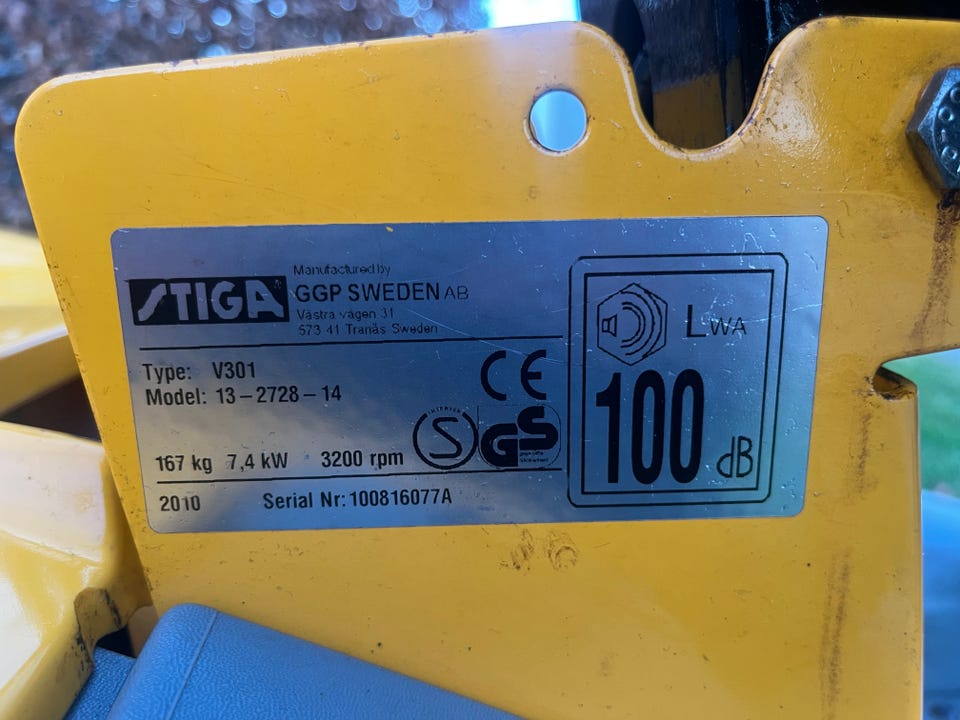 STIGA
Manufactured by
GGP SWEDEN AB
Västra vägen 31
573 41 Tranås Sweden
Type: V301
Model: 13-2728-14
CE
INTERTEK
S
GS
167 kg 7,4 kW 3200 rpm
2010 Serial Nr: 100816077A
LWA
100
dB